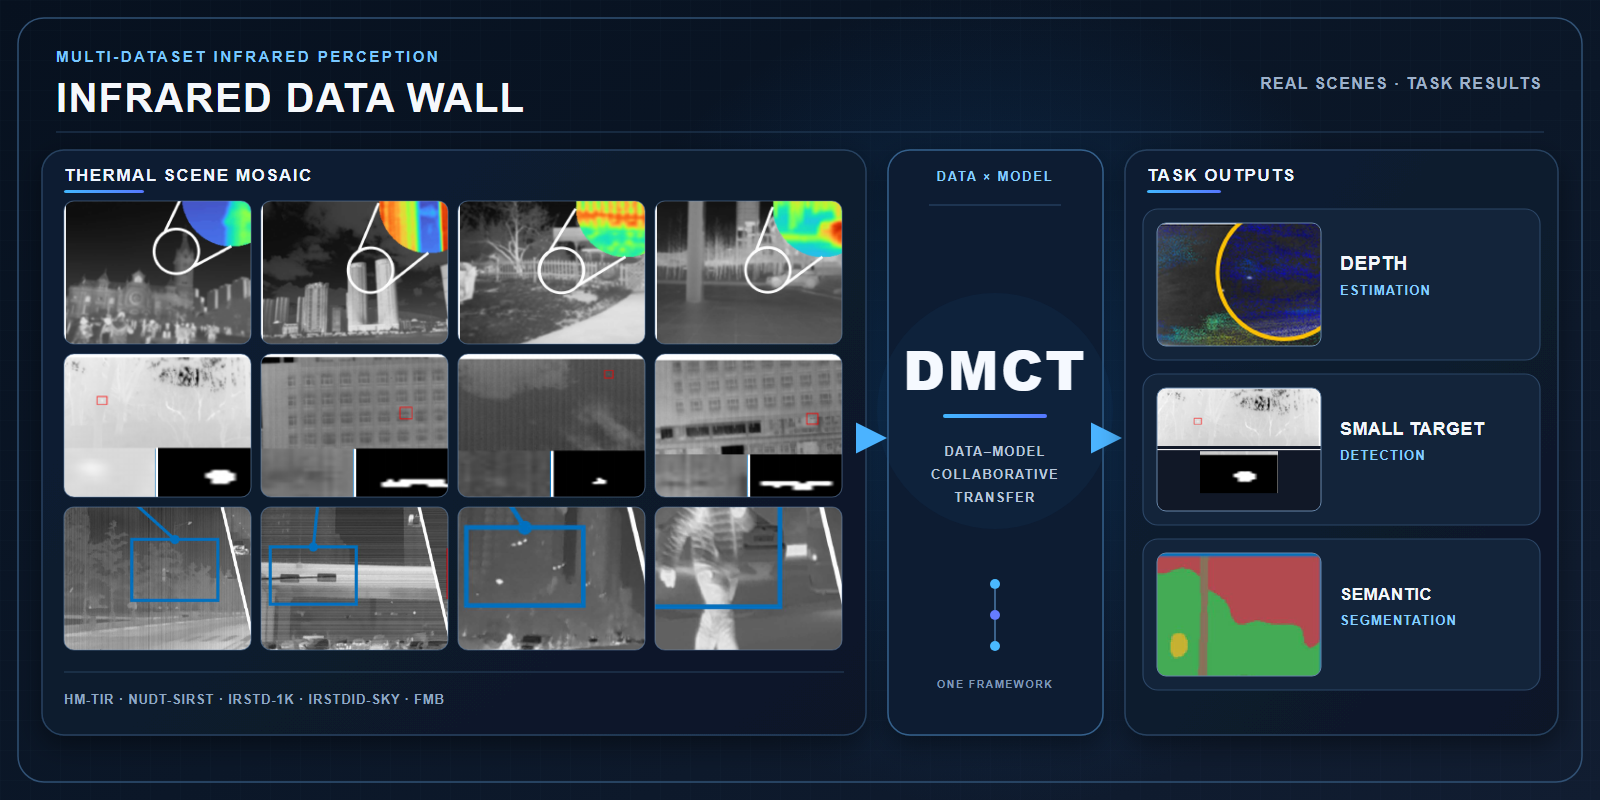 MULTI-DATASET INFRARED PERCEPTION
INFRARED DATA WALL
REAL SCENES · TASK RESULTS
THERMAL SCENE MOSAIC
HM-TIR · NUDT-SIRST · IRSTD-1K · IRSTDID-SKY · FMB
DATA × MODEL
DMCT
DATA–MODEL
COLLABORATIVE
TRANSFER
ONE FRAMEWORK
TASK OUTPUTS
DEPTH
ESTIMATION
SMALL TARGET
DETECTION
SEMANTIC
SEGMENTATION